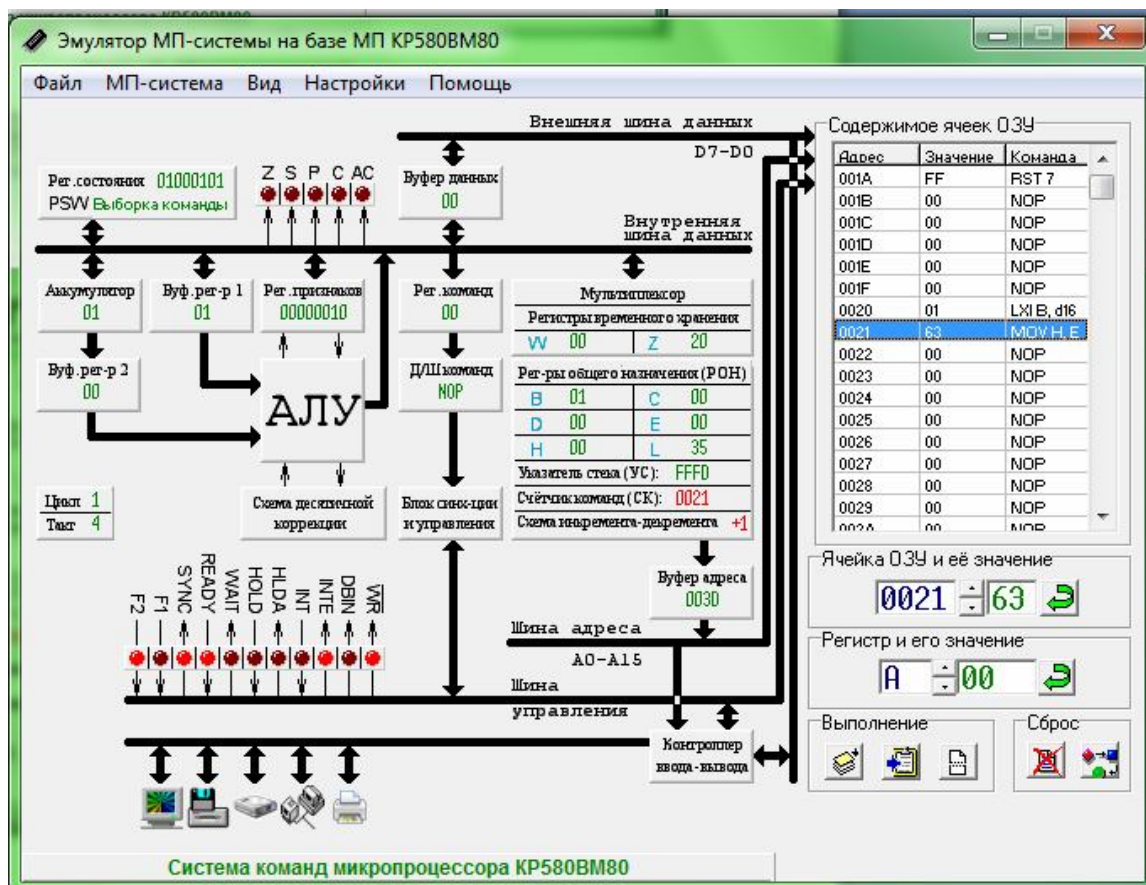 Эмулятор МП-системы на базе МП КР580ВМ80
Файл МП-система Вид Настройки Помощь
Внешняя шина данных
D7-D0
Рег.состояния 01000101
PSW Выборка команды
Z S P C AC
Буфер данных
00
Внутренняя
шина данных
Аккумулятор
01
Буф.рег-р 1
01
Рег.признаков
00000010
Рег.команд
00
Мультиплексор
Регистры временного хранения
W 00 Z 20
Буф.рег-р 2
00
АЛУ
Д/Ш команд
NOP
Рег-ры общего назначения (РОН)
B 01 C 00
D 00 E 00
H 00 L 35
Указатель стека (УС): FFFD
Счётчик команд (СК): 0021
Схема инкремента-декремента +1
Цикл 1
Такт 4
Схема десятичной
коррекции
Блок синх-ции
и управления
F2 F1 SYNC READY WAIT HOLD HLDA INT INTE DBIN WR
Буфер адреса
003D
Шина адреса
A0-A15
Шина
управления
Контроллер
ввода-вывода
Содержимое ячеек ОЗУ
Адрес Значение Команда
001A FF RST 7
001B 00 NOP
001C 00 NOP
001D 00 NOP
001E 00 NOP
001F 00 NOP
0020 01 LXI B, d16
0021 63 MOV H, E
0022 00 NOP
0023 00 NOP
0024 00 NOP
0025 00 NOP
0026 00 NOP
0027 00 NOP
0028 00 NOP
0029 00 NOP
002A 00 NOP
Ячейка ОЗУ и её значение
0021 63
Регистр и его значение
A 00
Выполнение
Сброс
Система команд микропроцессора КР580ВМ80